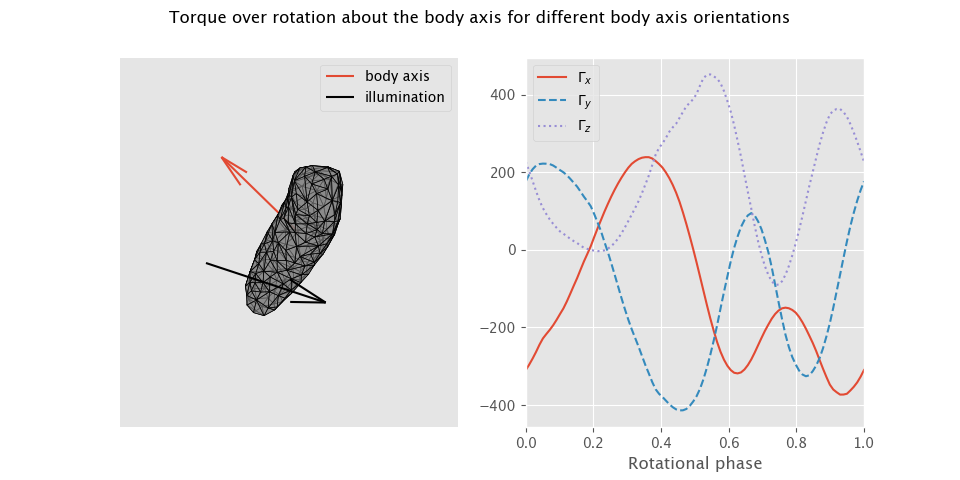 Torque over rotation about the body axis for different body axis orientations
body axis
illumination
Γx
Γy
Γz
400
200
0
−200
−400
0.0 0.2 0.4 0.6 0.8 1.0
Rotational phase